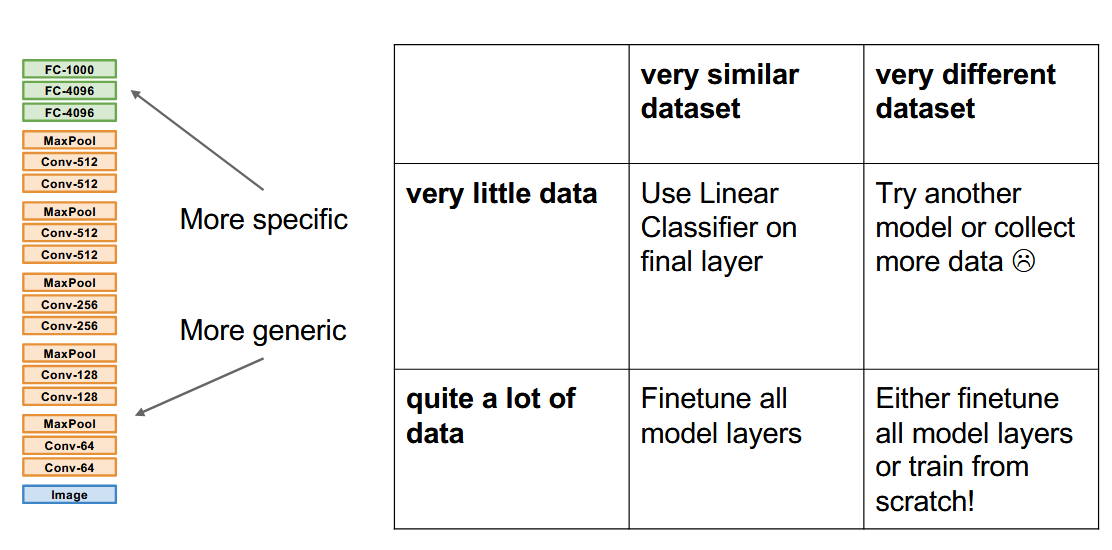 FC-1000
FC-4096
FC-4096
MaxPool
Conv-512
Conv-512
MaxPool
Conv-512
Conv-512
MaxPool
Conv-256
Conv-256
MaxPool
Conv-128
Conv-128
MaxPool
Conv-64
Conv-64
Image
More specific
More generic
very similar
dataset
very different
dataset
very little data
Use Linear
Classifier on
final layer
Try another
model or collect
more data ☹
quite a lot of
data
Finetune all
model layers
Either finetune
all model layers
or train from
scratch!